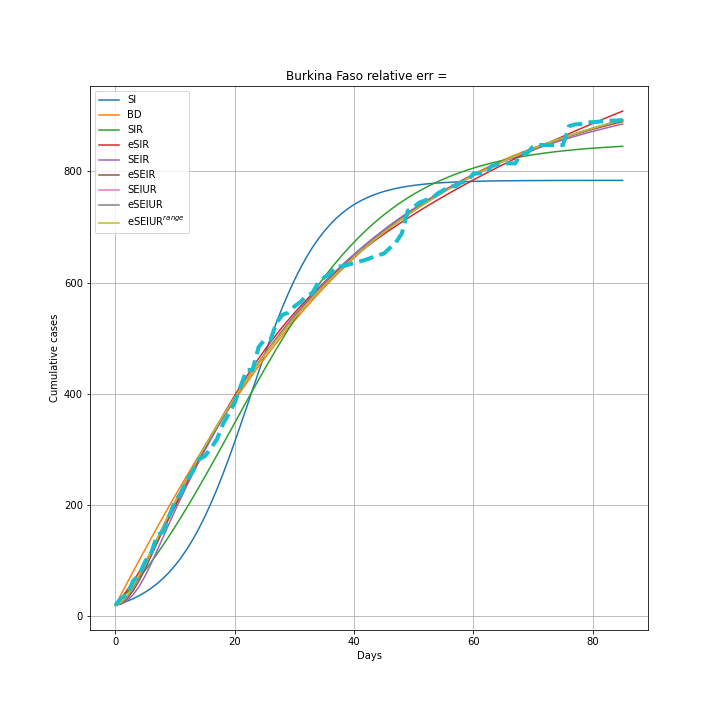 Burkina Faso relative err =
SI
BD
SIR
eSIR
SEIR
eSEIR
SEIUR
eSEIUR
eSEIUR^range
800
600
400
200
0
Cumulative cases
0 20 40 60 80
Days